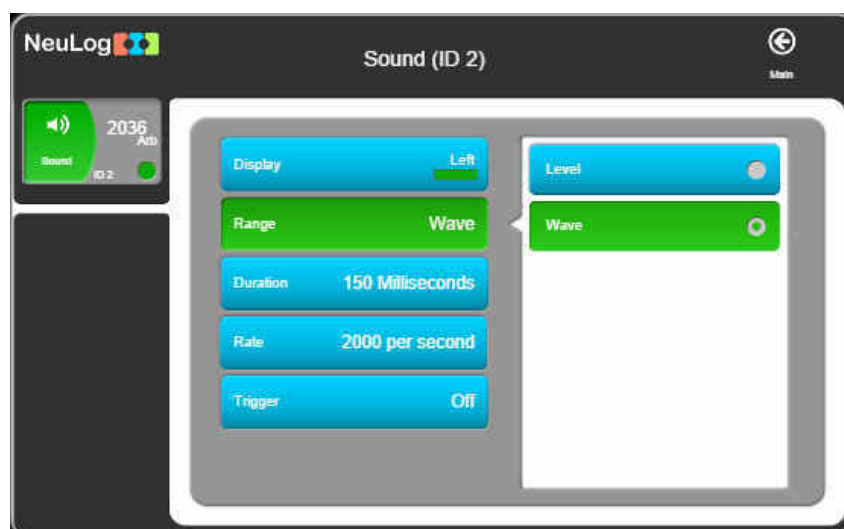 NeuLog
Sound (ID 2)
Main
2036
Arb
Sound
ID 2
Display Left
Range Wave
Duration 150 Milliseconds
Rate 2000 per second
Trigger Off
Level
Wave